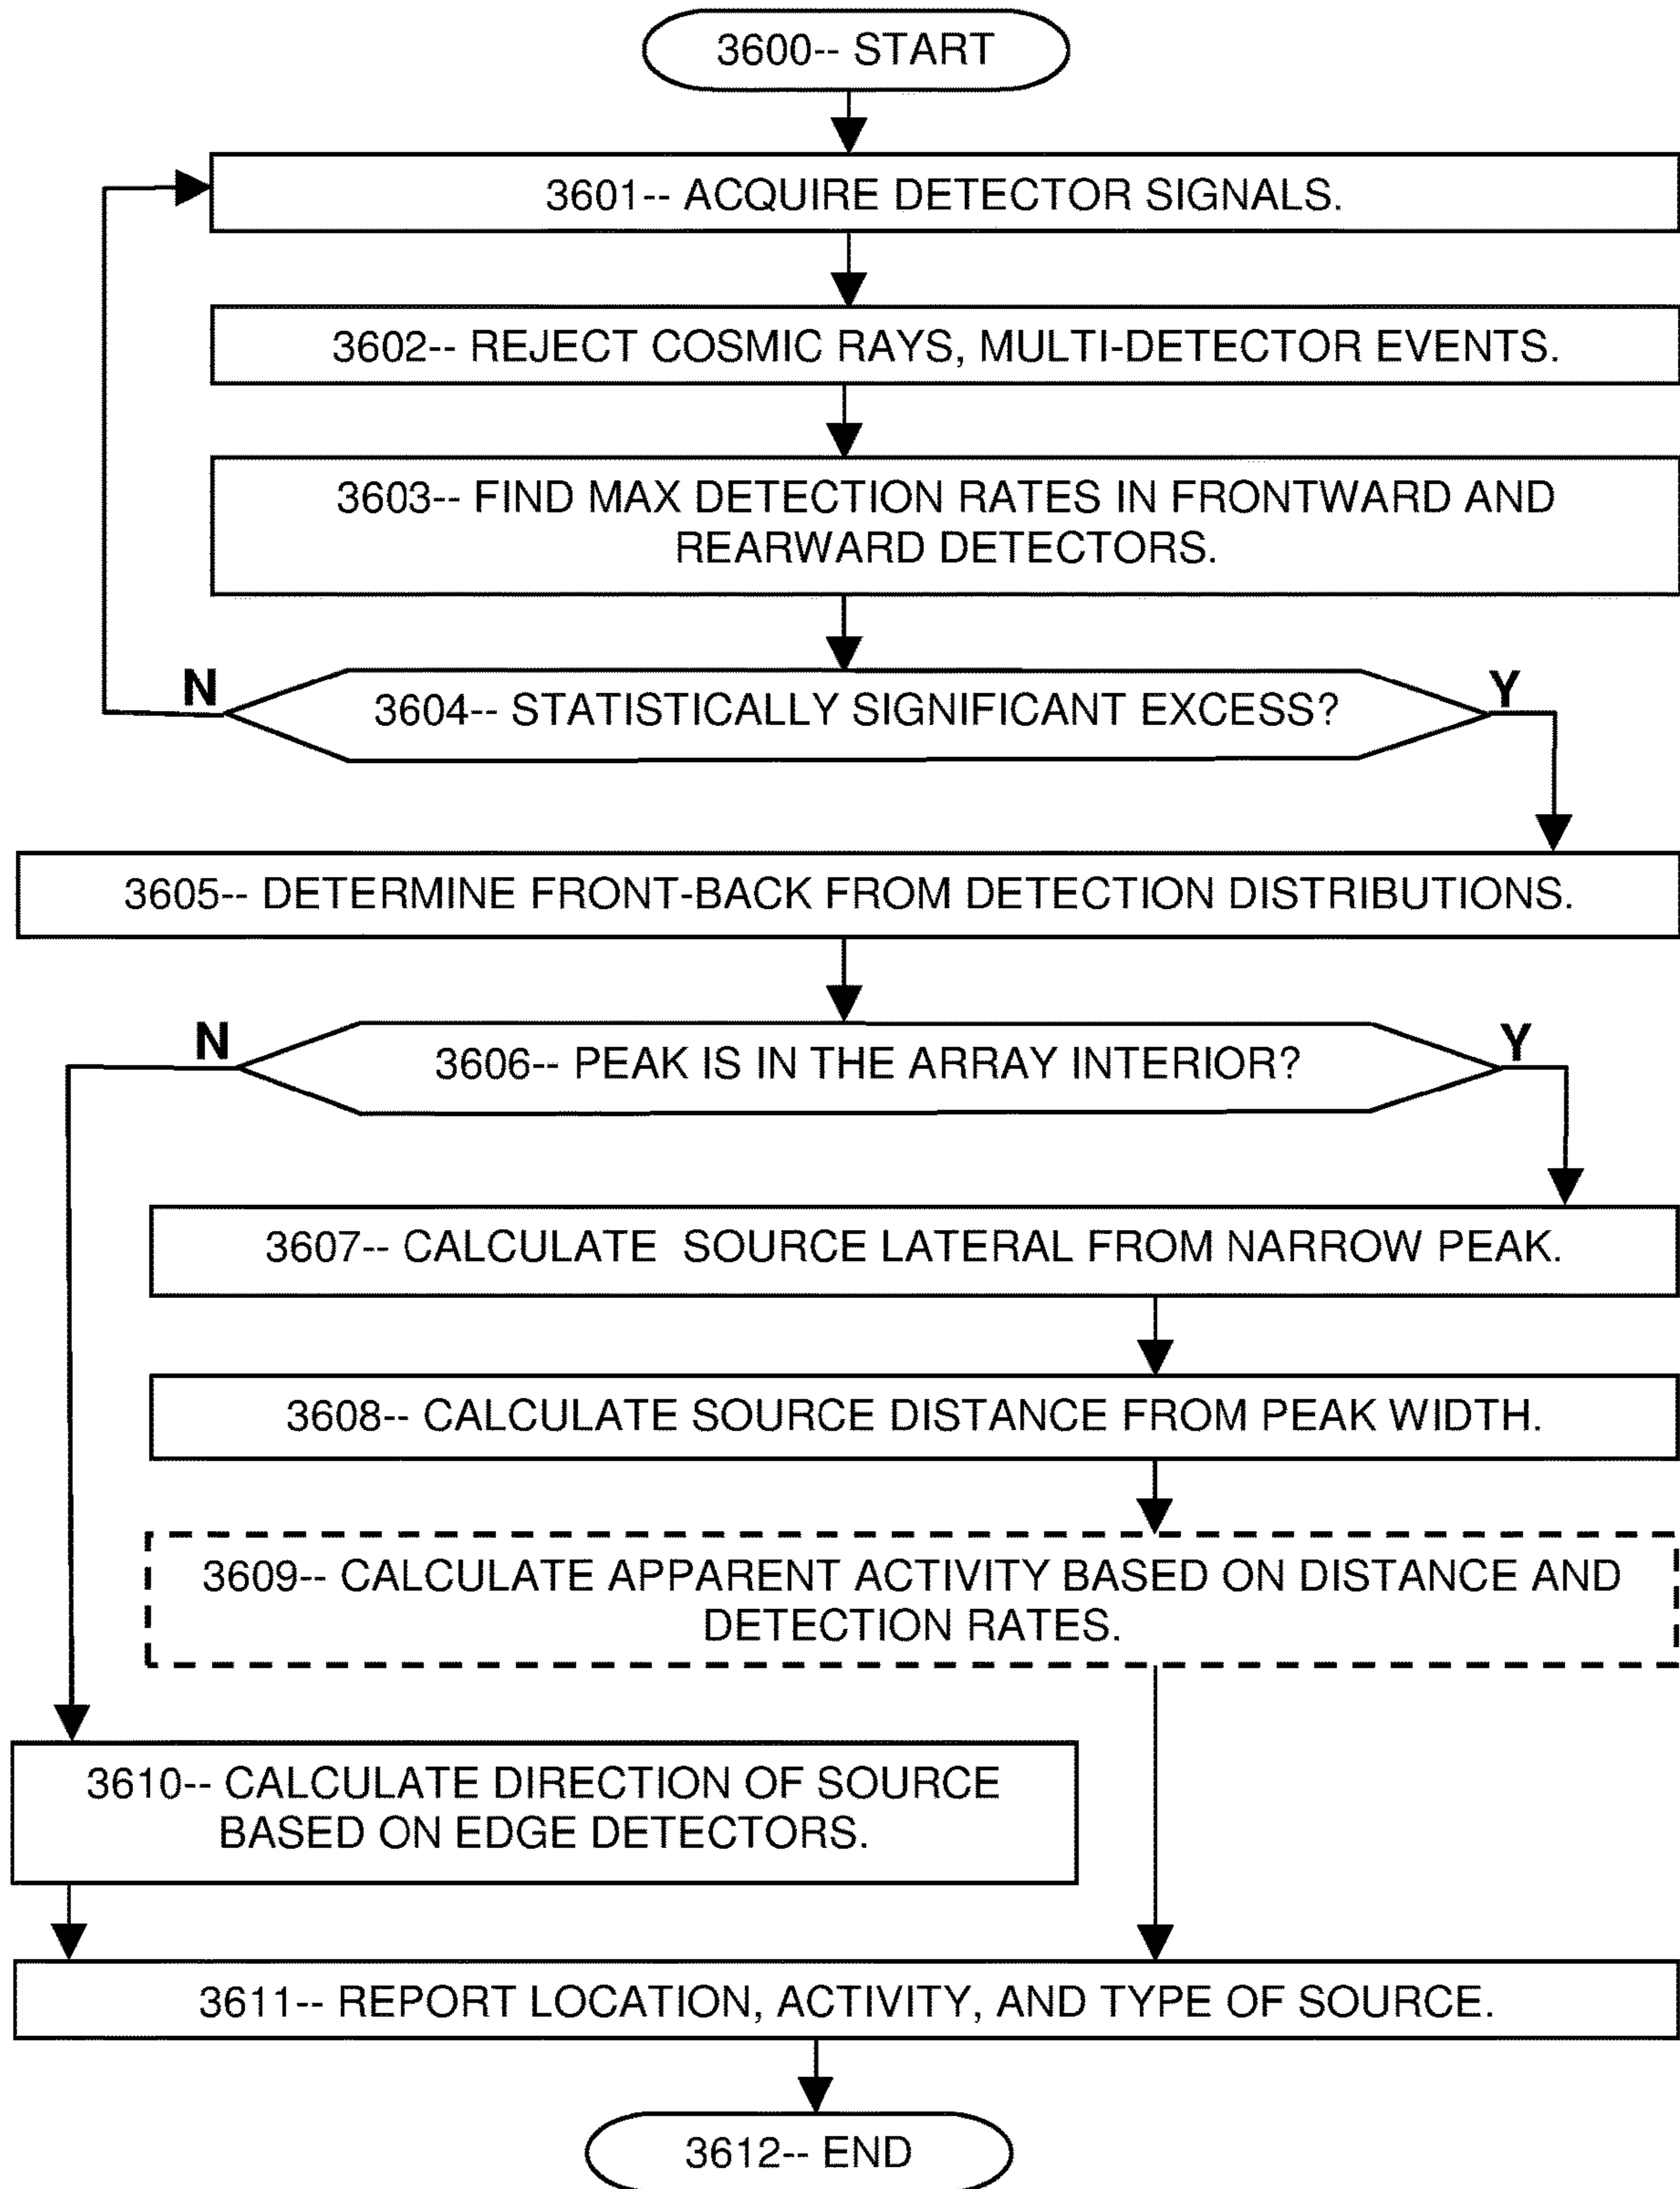 3600-- START
3601-- ACQUIRE DETECTOR SIGNALS.
3602-- REJECT COSMIC RAYS, MULTI-DETECTOR EVENTS.
3603-- FIND MAX DETECTION RATES IN FRONTWARD AND
REARWARD DETECTORS.
N
3604-- STATISTICALLY SIGNIFICANT EXCESS?
Y
3605-- DETERMINE FRONT-BACK FROM DETECTION DISTRIBUTIONS.
N
3606-- PEAK IS IN THE ARRAY INTERIOR?
Y
3607-- CALCULATE SOURCE LATERAL FROM NARROW PEAK.
3608-- CALCULATE SOURCE DISTANCE FROM PEAK WIDTH.
3609-- CALCULATE APPARENT ACTIVITY BASED ON DISTANCE AND
DETECTION RATES.
3610-- CALCULATE DIRECTION OF SOURCE
BASED ON EDGE DETECTORS.
3611-- REPORT LOCATION, ACTIVITY, AND TYPE OF SOURCE.
3612-- END